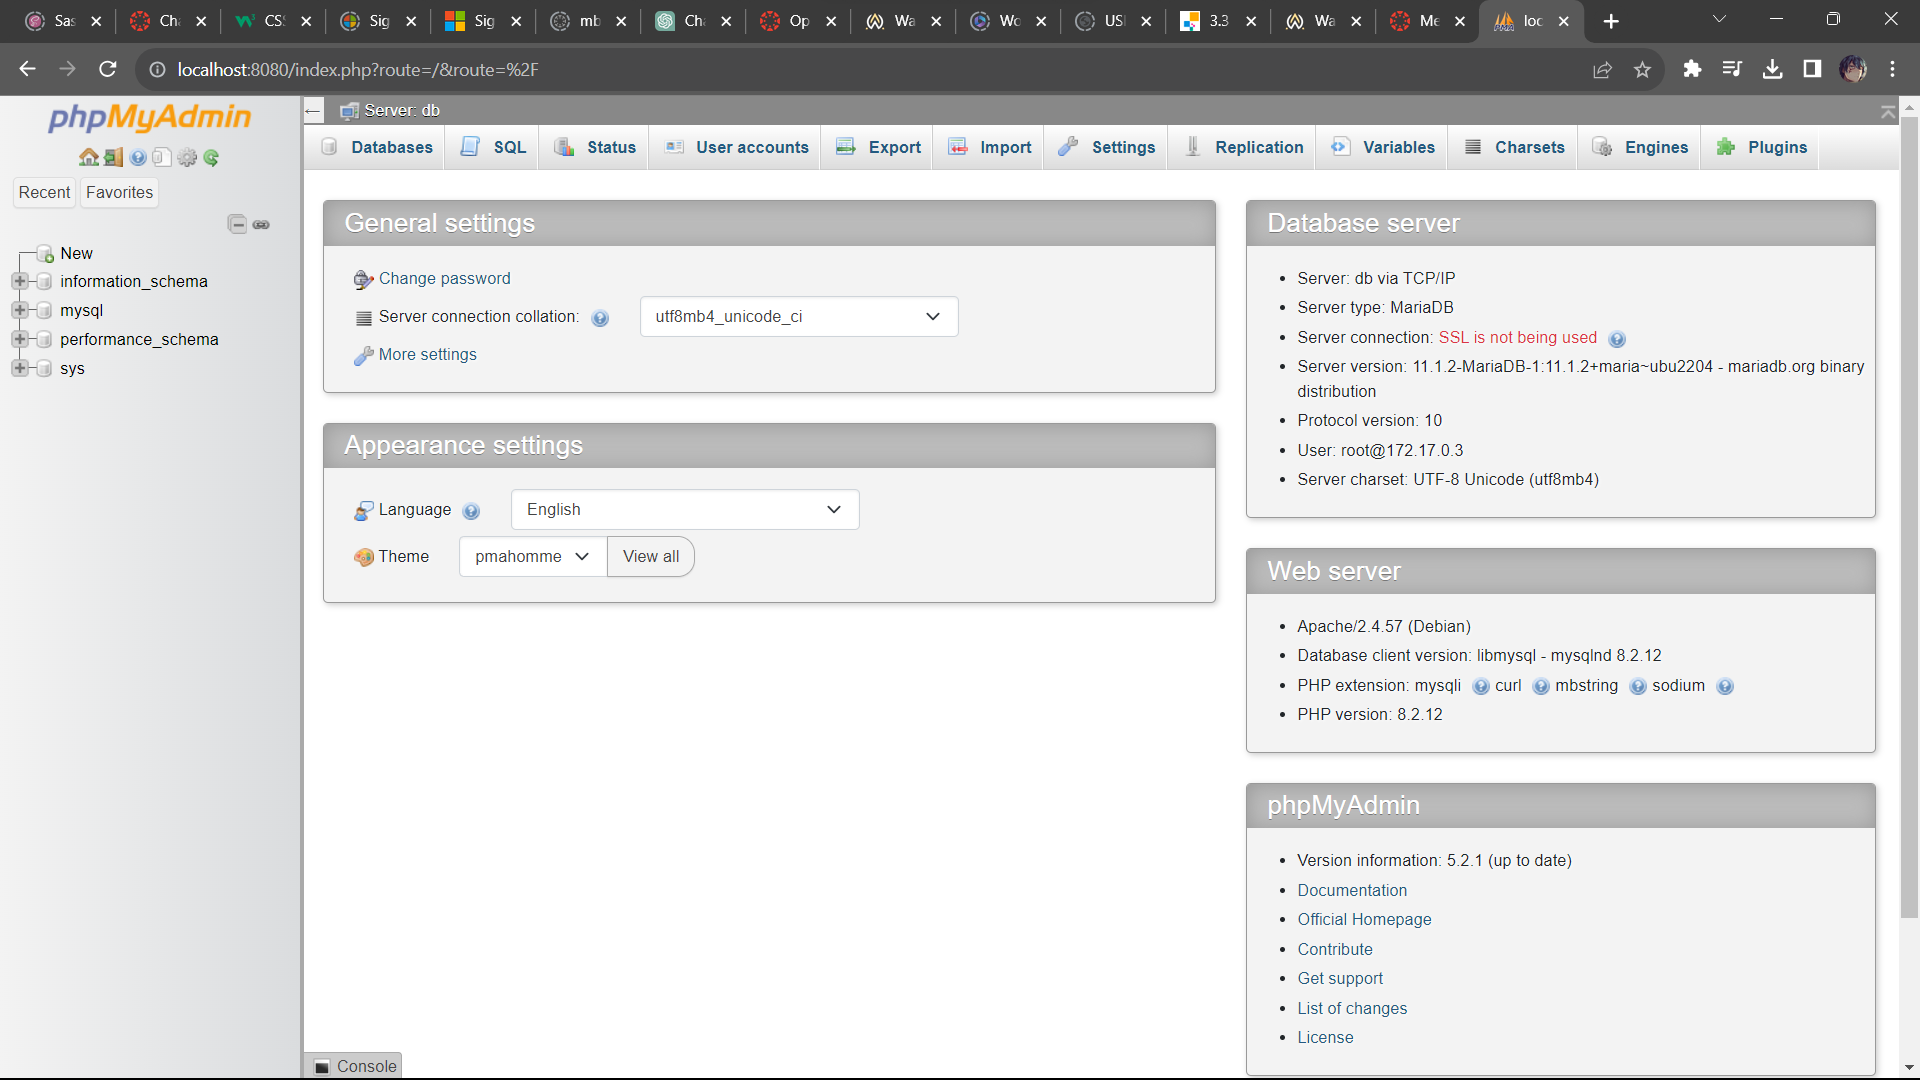 Sas
Cha
CSS
Sig
Sig
mb
Cha
Op
Wa
Wo
USI
3.3
Wa
Me
loc
localhost:8080/index.php?route=/&route=%2F
phpMyAdmin
Recent
Favorites
New
information_schema
mysql
performance_schema
sys
Server: db
Databases
SQL
Status
User accounts
Export
Import
Settings
Replication
Variables
Charsets
Engines
Plugins
General settings
Change password
Server connection collation:
utf8mb4_unicode_ci
More settings
Appearance settings
Language
English
Theme
pmahomme
View all
Database server
Server: db via TCP/IP
Server type: MariaDB
Server connection: SSL is not being used
Server version: 11.1.2-MariaDB-1:11.1.2+maria~ubu2204 - mariadb.org binary
distribution
Protocol version: 10
User: root@172.17.0.3
Server charset: UTF-8 Unicode (utf8mb4)
Web server
Apache/2.4.57 (Debian)
Database client version: libmysql - mysqlnd 8.2.12
PHP extension: mysqli curl mbstring sodium
PHP version: 8.2.12
phpMyAdmin
Version information: 5.2.1 (up to date)
Documentation
Official Homepage
Contribute
Get support
List of changes
License
Console